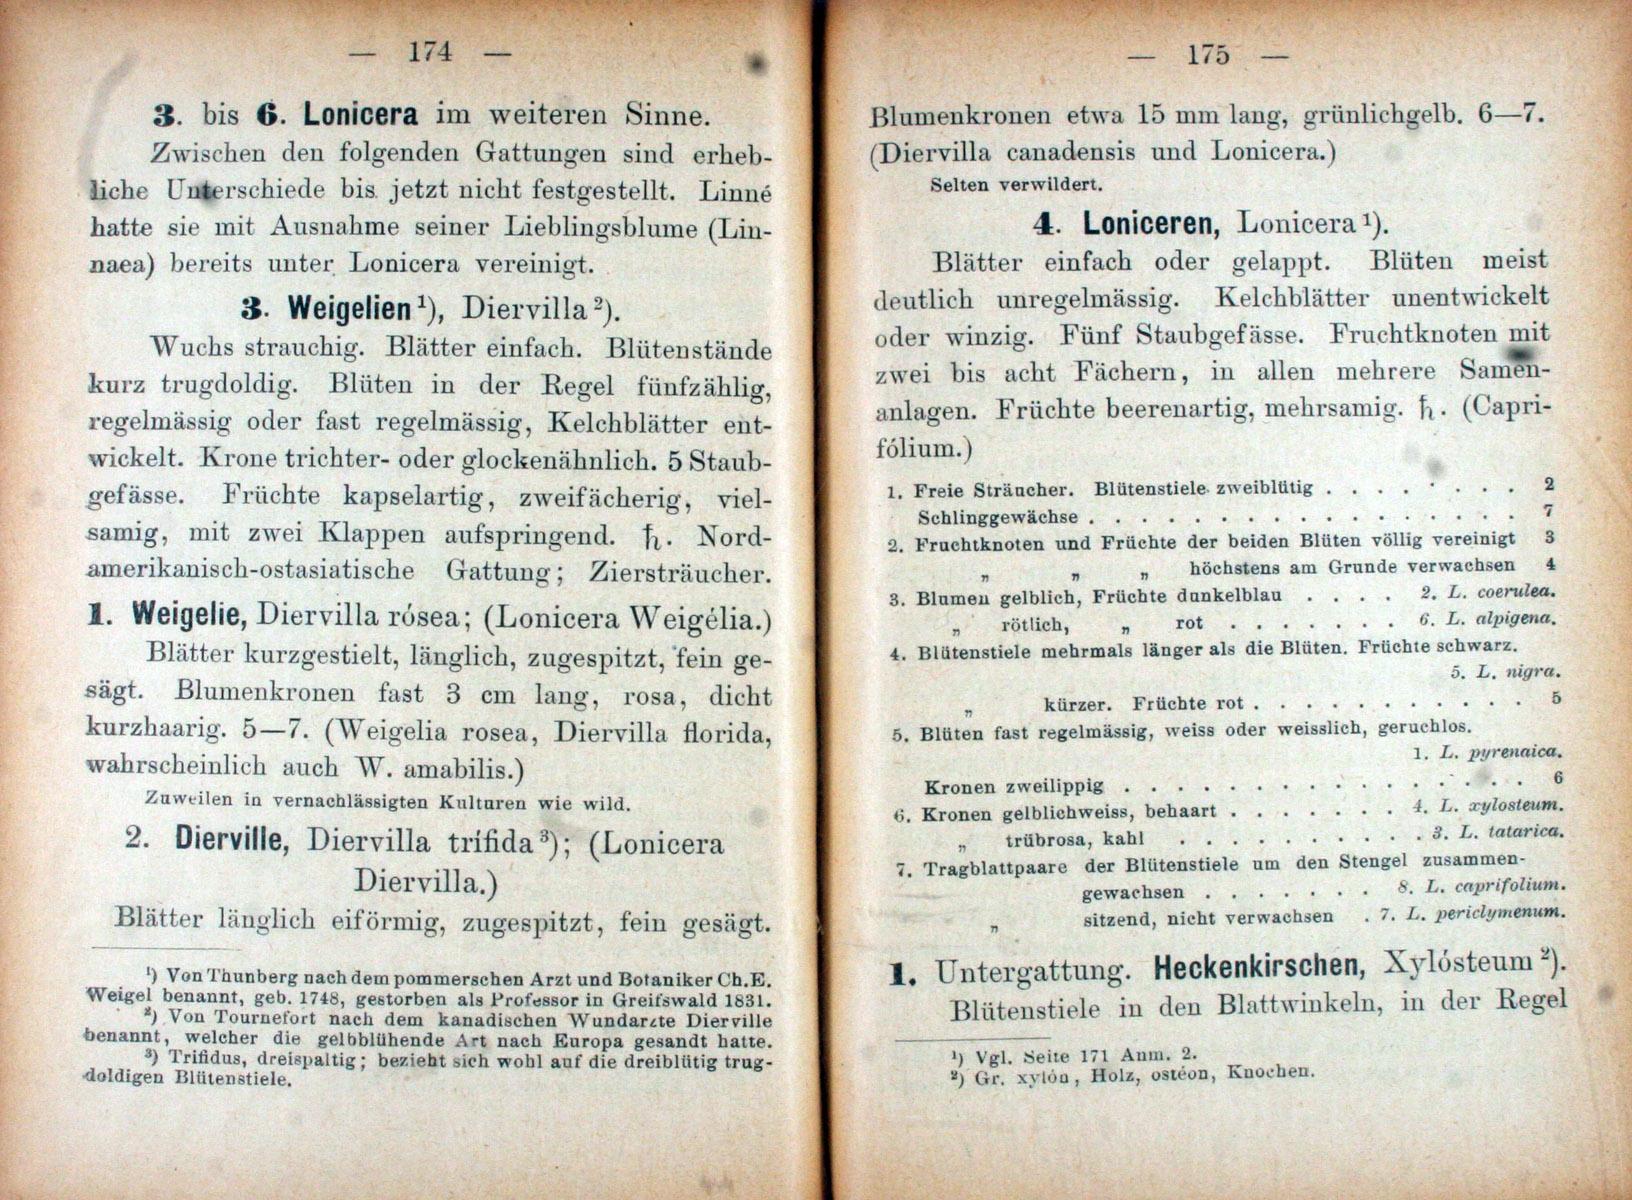 — 174 —
3. bis 6. Lonicera im weiteren Sinne.
Zwischen den folgenden Gattungen sind erheb-
liche Unterschiede bis jetzt nicht festgestellt. Linné
hatte sie mit Ausnahme seiner Lieblingsblume (Lin-
naea) bereits unter Lonicera vereinigt.
3. Weigelien ¹), Diervilla ²).
Wuchs strauchig. Blätter einfach. Blütenstände
kurz trugdoldig. Blüten in der Regel fünfzählig,
regelmässig oder fast regelmässig, Kelchblätter ent-
wickelt. Krone trichter- oder glockenähnlich. 5 Staub-
gefässe. Früchte kapselartig, zweifächerig, viel-
samig, mit zwei Klappen aufspringend. ♄. Nord-
amerikanisch-ostasiatische Gattung; Ziersträucher.
1. Weigelie, Diervilla rósea; (Lonicera Weigélia.)
Blätter kurzgestielt, länglich, zugespitzt, fein ge-
sägt. Blumenkronen fast 3 cm lang, rosa, dicht
kurzhaarig. 5—7. (Weigelia rosea, Diervilla florida,
wahrscheinlich auch W. amabilis.)
Zuweilen in vernachlässigten Kulturen wie wild.
2. Dierville, Diervilla trífida ³); (Lonicera
Diervilla.)
Blätter länglich eiförmig, zugespitzt, fein gesägt.
¹) Von Thunberg nach dem pommerschen Arzt und Botaniker Ch. E.
Weigel benannt, geb. 1748, gestorben als Professor in Greifswald 1831.
²) Von Tournefort nach dem kanadischen Wundarzte Dierville
benannt, welcher die gelbblühende Art nach Europa gesandt hatte.
³) Trifidus, dreispaltig; bezieht sich wohl auf die dreiblütig trug-
doldigen Blütenstiele.
— 175 —
Blumenkronen etwa 15 mm lang, grünlichgelb. 6—7.
(Diervilla canadensis und Lonicera.)
Selten verwildert.
4. Loniceren, Lonicera ¹).
Blätter einfach oder gelappt. Blüten meist
deutlich unregelmässig. Kelchblätter unentwickelt
oder winzig. Fünf Staubgefässe. Fruchtknoten mit
zwei bis acht Fächern, in allen mehrere Samen-
anlagen. Früchte beerenartig, mehrsamig. ♄. (Capri-
fólium.)
1. Freie Sträucher. Blütenstiele zweiblütig . . . . . . . . 2
Schlinggewächse . . . . . . . . . . . . . . . . . 7
2. Fruchtknoten und Früchte der beiden Blüten völlig vereinigt 3
„ „ „ höchstens am Grunde verwachsen 4
3. Blumen gelblich, Früchte dunkelblau . . . . 2. L. coerulea.
„ rötlich, „ rot . . . . . . . 6. L. alpigena.
4. Blütenstiele mehrmals länger als die Blüten. Früchte schwarz.
5. L. nigra.
„ kürzer. Früchte rot . . . . . . . . . . . 5
5. Blüten fast regelmässig, weiss oder weisslich, geruchlos.
1. L. pyrenaica.
Kronen zweilippig . . . . . . . . . . . . . . . . 6
6. Kronen gelblichweiss, behaart . . . . . . . 4. L. xylosteum.
„ trübrosa, kahl . . . . . . . . . . 3. L. tatarica.
7. Tragblattpaare der Blütenstiele um den Stengel zusammen-
gewachsen . . . . . . . 8. L. caprifolium.
„ sitzend, nicht verwachsen . 7. L. periclymenum.
1. Untergattung. Heckenkirschen, Xylósteum ²).
Blütenstiele in den Blattwinkeln, in der Regel
¹) Vgl. Seite 171 Anm. 2.
²) Gr. xylón, Holz, ostéon, Knochen.